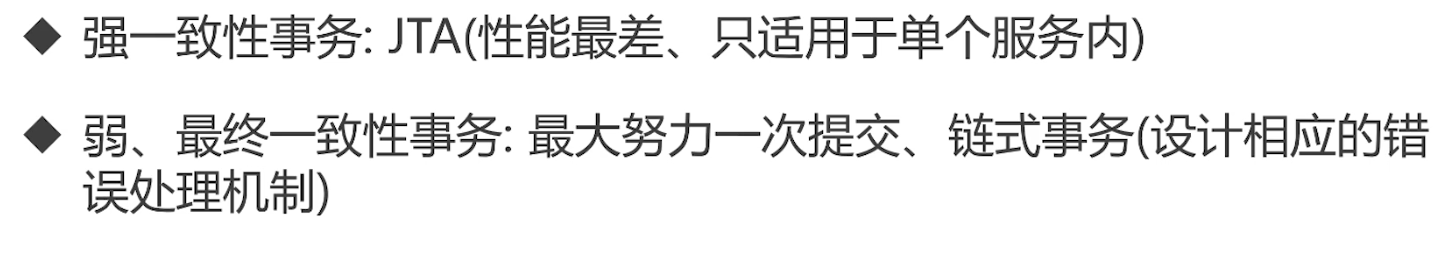 ◆ 强一致性事务: JTA(性能最差、只适用于单个服务内)
◆ 弱、最终一致性事务: 最大努力一次提交、链式事务(设计相应的错
误处理机制)